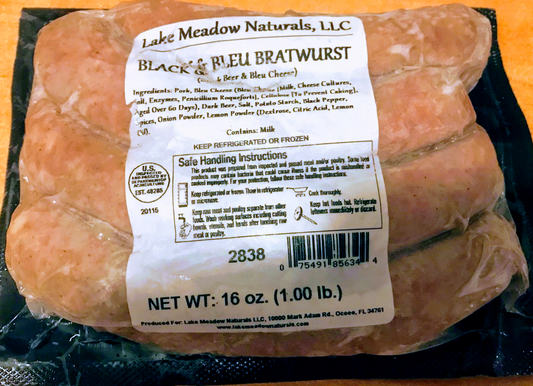 Lake Meadow Naturals, LLC
BLACK & BLEU BRATWURST
& Beer & Bleu Cheese)
Ingredients: Pork, Bleu Cheese (Bleu Cheese (Milk, Cheese Cultures,
Enzymes, Penicillium Roqueforti), Cellulose (To Prevent Caking),
Aged Over 60 Days), Dark Beer, Salt, Potato Starch, Black Pepper,
Spices, Onion Powder, Lemon Powder (Dextrose, Citric Acid, Lemon
Contains: Milk
KEEP REFRIGERATED OR FROZEN
Safe Handling Instructions
This product was prepared from inspected and passed meat and/or poultry. Some food
products may contain bacteria that could cause illness if the product is mishandled or
cooked improperly. For your protection, follow these safe handling instructions.
Keep refrigerated or frozen. Thaw in refrigerator
or microwave.
Cook thoroughly.
Keep raw meat and poultry separate from other
foods. Wash working surfaces including cutting
boards, utensils, and hands after touching raw
meat or poultry.
Keep hot foods hot. Refrigerate
leftovers immediately or discard.
U.S.
INSPECTED
AND PASSED BY
DEPARTMENT OF
AGRICULTURE
EST. 48285
20115
2838
0 75491 85634 4
NET WT: 16 oz. (1.00 lb.)
Produced For: Lake Meadow Naturals LLC, 10000 Mark Adam Rd., Ocoee, FL 34761
www.lakemeadownaturals.com